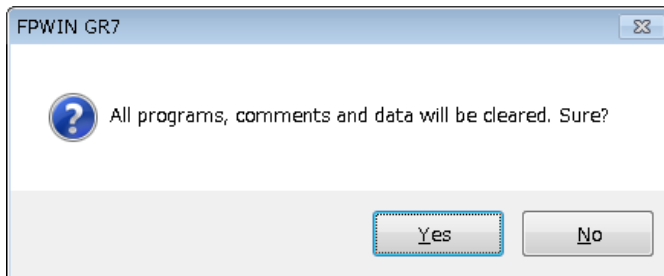 FPWIN GR7
All programs, comments and data will be cleared. Sure?
Yes No